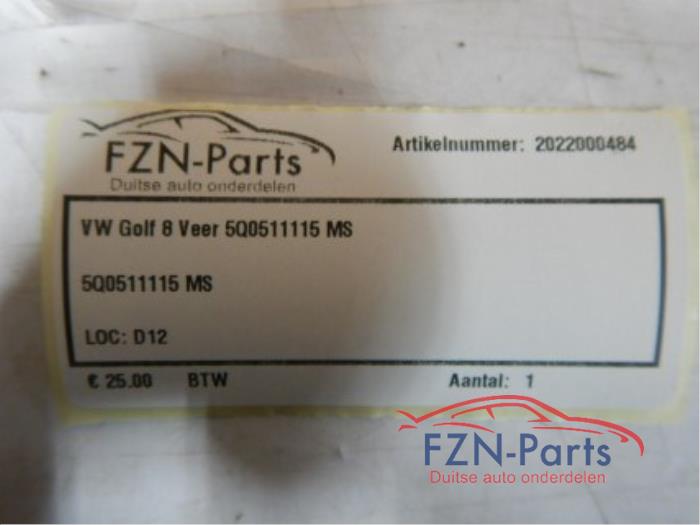 FZN-Parts
Duitse auto onderdelen
Artikelnummer: 2022000484
VW Golf 8 Veer 5Q0511115 MS
5Q0511115 MS
LOC: D12
€ 25.00 BTW Aantal: 1
FZN-Parts
Duitse auto onderdelen